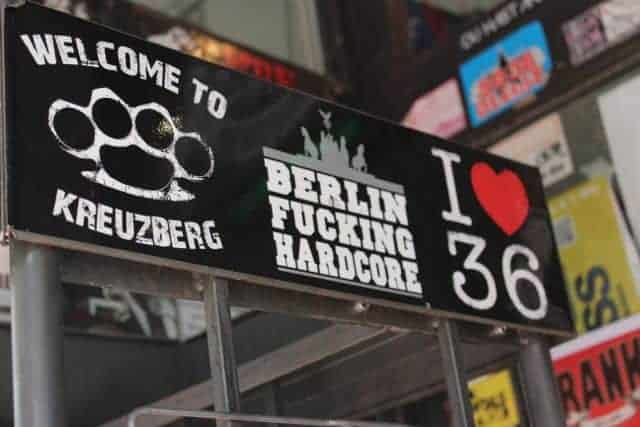 WELCOME TO
KREUZBERG
BERLIN
FUCKING
HARDCORE
I
36